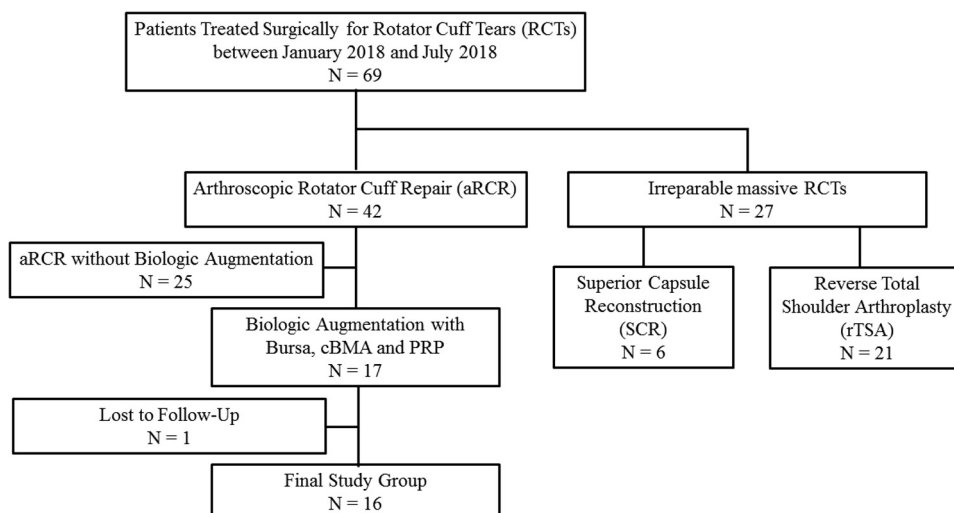 Patients Treated Surgically for Rotator Cuff Tears (RCTs)
between January 2018 and July 2018
N = 69
Arthroscopic Rotator Cuff Repair (aRCR)
N = 42
Irreparable massive RCTs
N = 27
aRCR without Biologic Augmentation
N = 25
Superior Capsule
Reconstruction
(SCR)
N = 6
Reverse Total
Shoulder Arthroplasty
(rTSA)
N = 21
Biologic Augmentation with
Bursa, cBMA and PRP
N = 17
Lost to Follow-Up
N = 1
Final Study Group
N = 16